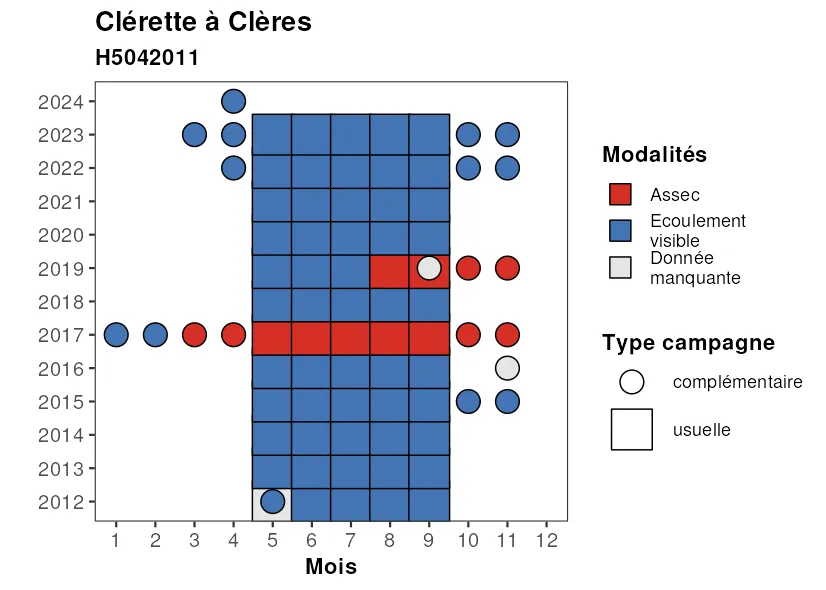 Clérette à Clères
H5042011
2024
2023
2022
2021
2020
2019
2018
2017
2016
2015
2014
2013
2012
1 2 3 4 5 6 7 8 9 10 11 12
Mois
Modalités
Assec
Ecoulement
visible
Donnée
manquante
Type campagne
complémentaire
usuelle